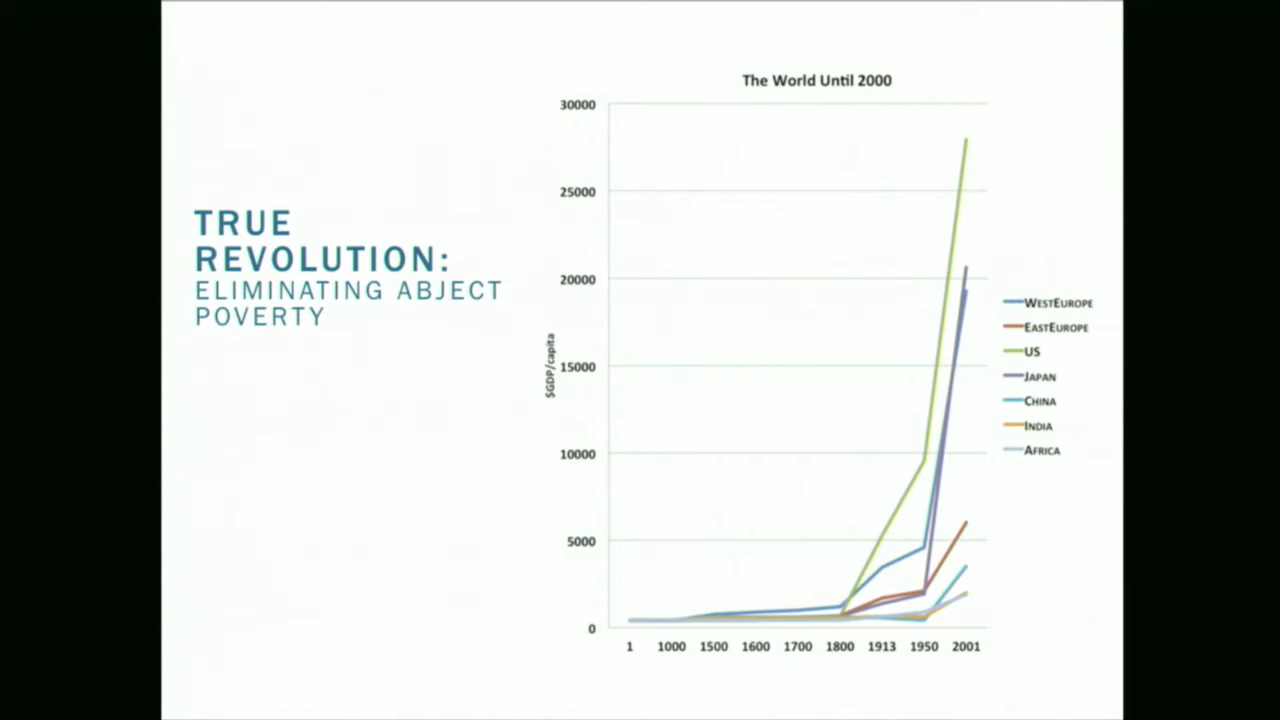 The World Until 2000
TRUE
REVOLUTION:
ELIMINATING ABJECT
POVERTY
$GDP/capita
30000
25000
20000
15000
10000
5000
0
1 1000 1500 1600 1700 1800 1913 1950 2001
WESTEUROPE
EASTEUROPE
US
JAPAN
CHINA
INDIA
AFRICA